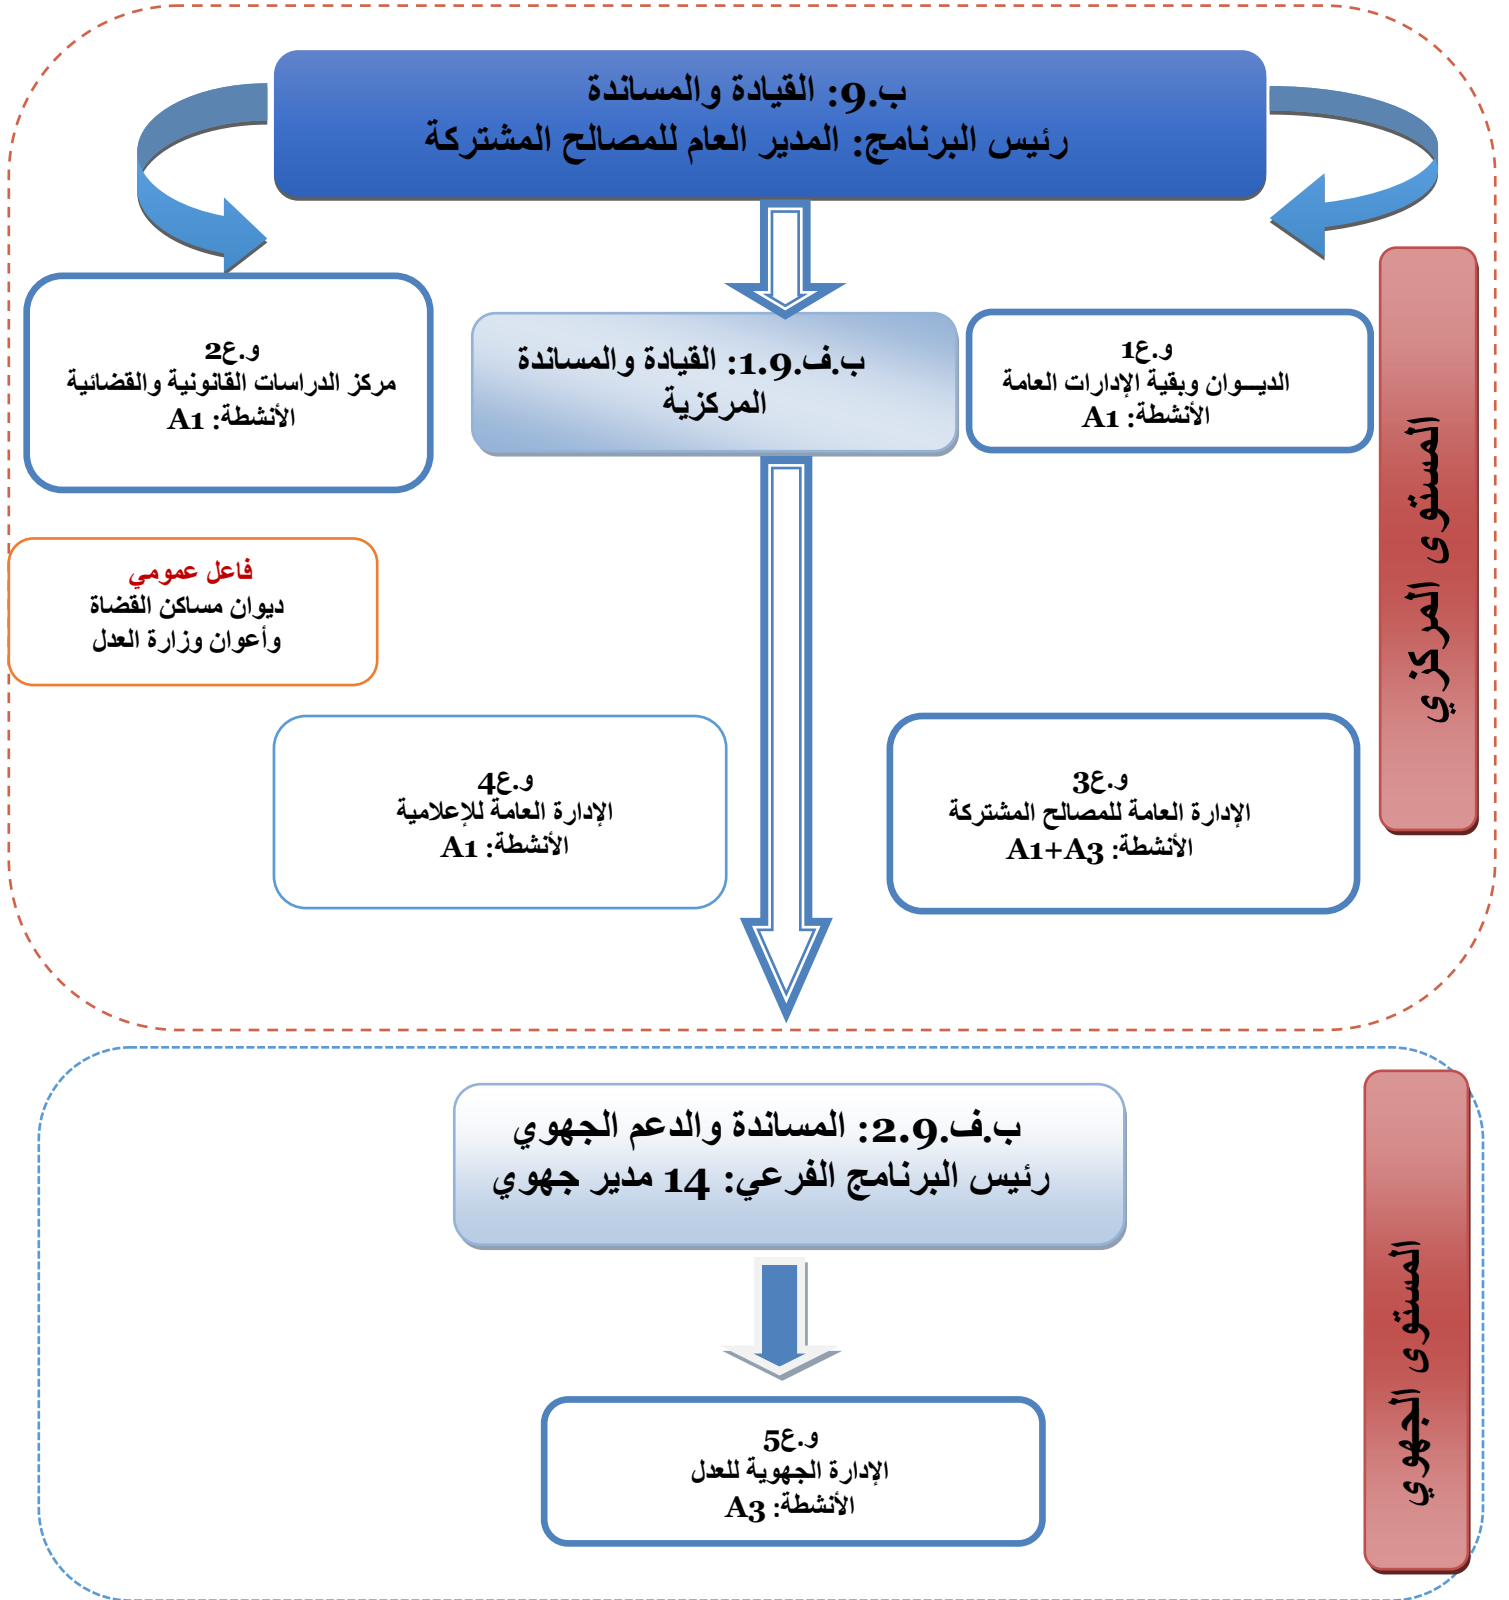 ب.9: القيادة والمساندة
رئيس البرنامج: المدير العام للمصالح المشتركة
المستوى المركزي
و.ع1
الديـــوان وبقية الإدارات العامة
الأنشطة: A1
ب.ف.1.9: القيادة والمساندة
المركزية
و.ع2
مركز الدراسات القانونية والقضائية
الأنشطة: A1
فاعل عمومي
ديوان مساكن القضاة
وأعوان وزارة العدل
و.ع3
الإدارة العامة للمصالح المشتركة
الأنشطة: A1+A3
و.ع4
الإدارة العامة للإعلامية
الأنشطة: A1
المستوى الجهوي
ب.ف.2.9: المساندة والدعم الجهوي
رئيس البرنامج الفرعي: 14 مدير جهوي
و.ع5
الإدارة الجهوية للعدل
الأنشطة: A3